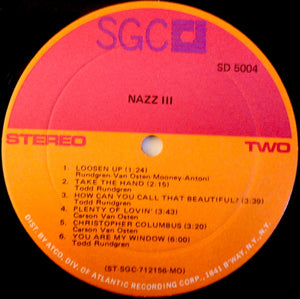 SGC
SD 5004
NAZZ III
STEREO
TWO
1. LOOSEN UP (1:24)
Rundgren-Van Osten-Mooney-Antoni
2. TAKE THE HAND (2:15)
Todd Rundgren
3. HOW CAN YOU CALL THAT BEAUTIFUL? (3:39)
Todd Rundgren
4. PLENTY OF LOVIN' (3:43)
Carson Van Osten
5. CHRISTOPHER COLUMBUS (3:20)
Carson Van Osten
6. YOU ARE MY WINDOW (6:00)
Todd Rundgren
(ST-SGC-712156-MO)
DIST. BY ATCO, DIV. OF ATLANTIC RECORDING CORP., 1841 B'WAY, N.Y., N.Y.